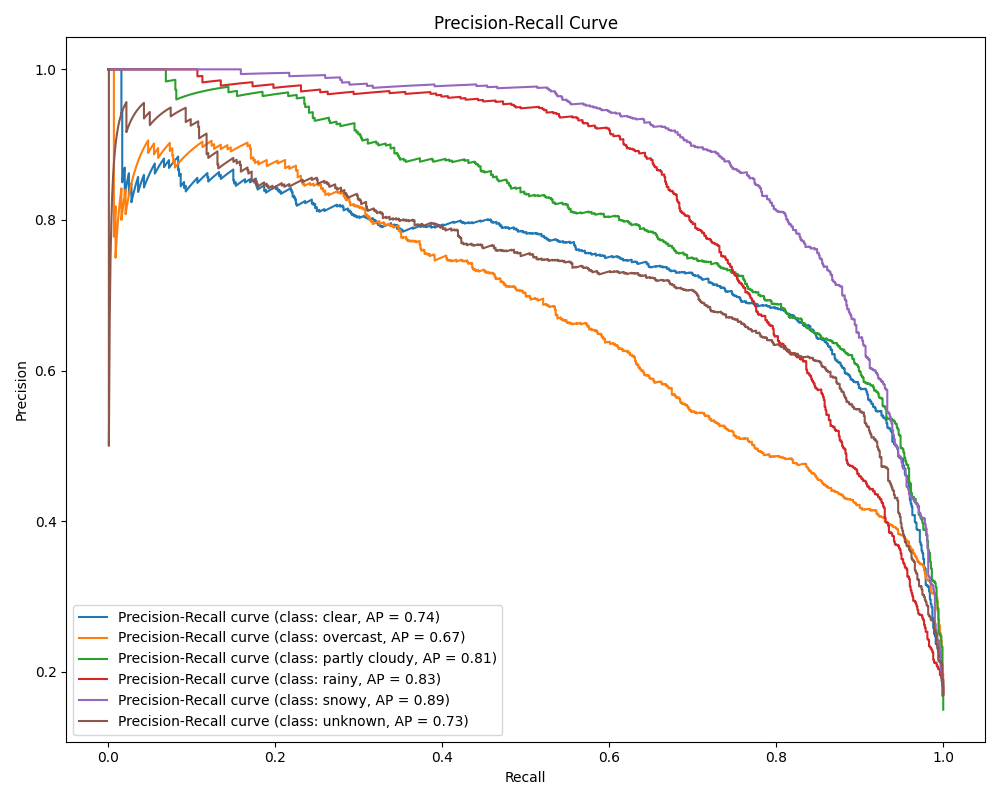 Precision-Recall Curve
1.0
0.8
0.6
0.4
0.2
Precision
Precision-Recall curve (class: clear, AP = 0.74)
Precision-Recall curve (class: overcast, AP = 0.67)
Precision-Recall curve (class: partly cloudy, AP = 0.81)
Precision-Recall curve (class: rainy, AP = 0.83)
Precision-Recall curve (class: snowy, AP = 0.89)
Precision-Recall curve (class: unknown, AP = 0.73)
0.0 0.2 0.4 0.6 0.8 1.0
Recall